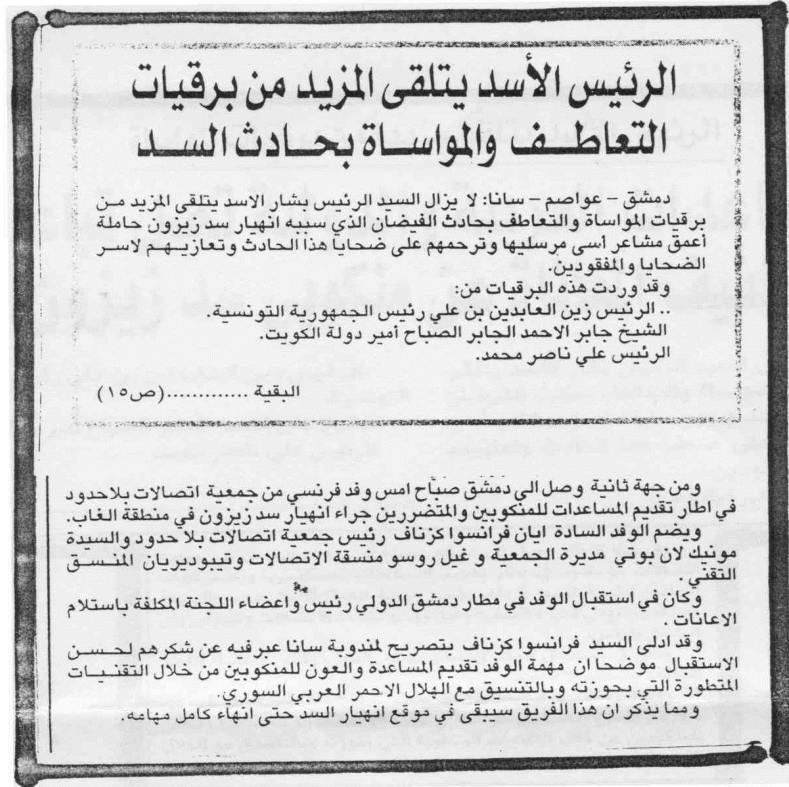 الرئيس الأسد يتلقى المزيد من برقيات
التعاطف والمواساة بحادث السد
دمشق - عواصم - سانا: لا يزال السيد الرئيس بشار الاسد يتلقى المزيد من
برقيات المواساة والتعاطف بحادث الفيضان الذي سببه انهيار سد زيزون حاملة
أعمق مشاعر أسى مرسليها وترحمهم على ضحايا هذا الحادث وتعازيهم لاسر
الضحايا والمفقودين.
وقد وردت هذه البرقيات من:
.. الرئيس زين العابدين بن علي رئيس الجمهورية التونسية.
الشيخ جابر الاحمد الجابر الصباح أمير دولة الكويت.
الرئيس علي ناصر محمد.
البقية .............(ص١٥)
ومن جهة ثانية وصل الى دمشق صباح امس وفد فرنسي من جمعية اتصالات بلا حدود
في اطار تقديم المساعدات للمنكوبين والمتضررين جراء انهيار سد زيزون في منطقة الغاب.
ويضم الوفد السادة ايان فرانسوا كزناف رئيس جمعية اتصالات بلا حدود والسيدة
مونيك لان بوتي مديرة الجمعية و غيل روسو منسقة الاتصالات وتيبوديريان المنسق
التقني.
وكان في استقبال الوفد في مطار دمشق الدولي رئيس وأعضاء اللجنة المكلفة باستلام
الاعانات.
وقد ادلى السيد فرانسوا كزناف بتصريح لمندوبة سانا عبرفيه عن شكرهم لحسن
الاستقبال موضحا ان مهمة الوفد تقديم المساعدة والعون للمنكوبين من خلال التقنيات
المتطورة التي بحوزته وبالتنسيق مع الهلال الاحمر العربي السوري.
ومما يذكر ان هذا الفريق سيبقى في موقع انهيار السد حتى انهاء كامل مهامه.